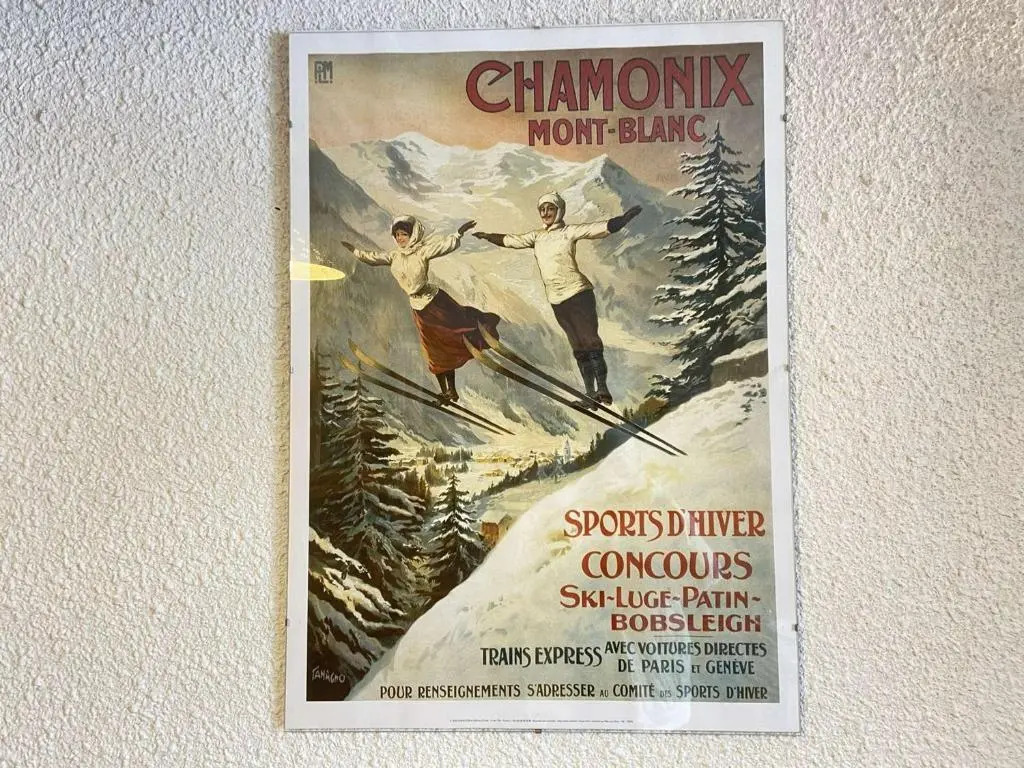 PLM
CHAMONIX
MONT-BLANC
SPORTS D'HIVER
CONCOURS
SKI-LUGE-PATIN-
BOBSLEIGH
TRAINS EXPRESS AVEC VOITURES DIRECTES
DE PARIS ET GENÈVE
POUR RENSEIGNEMENTS S'ADRESSER AU COMITÉ DES SPORTS D'HIVER
TAMAGNO